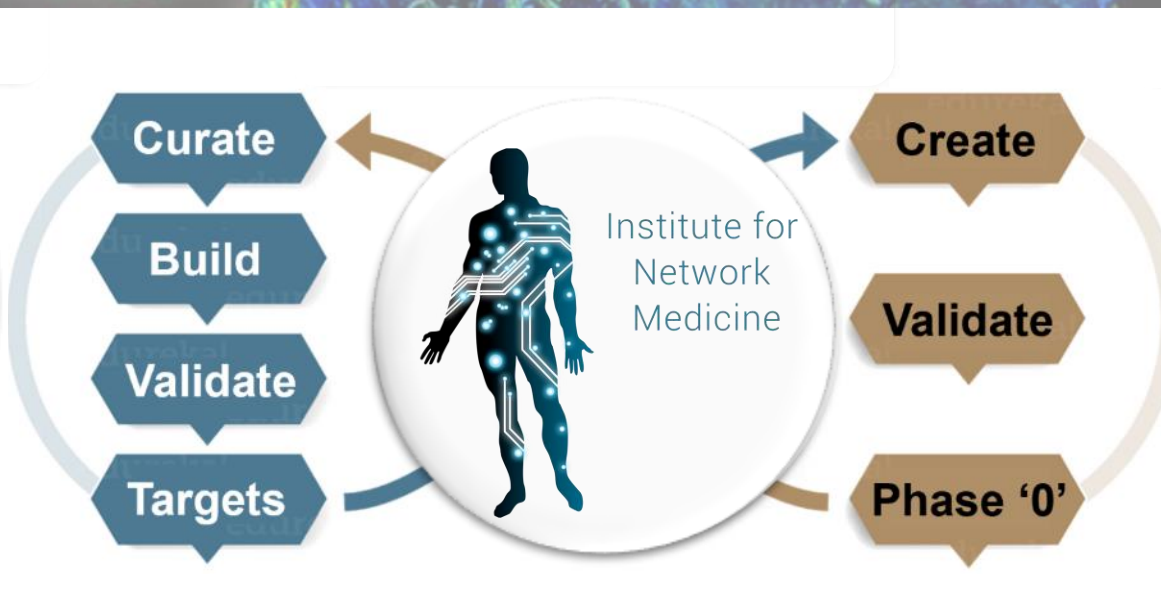 Curate
Build
Validate
Targets
Institute for
Network
Medicine
Create
Validate
Phase ‘0’